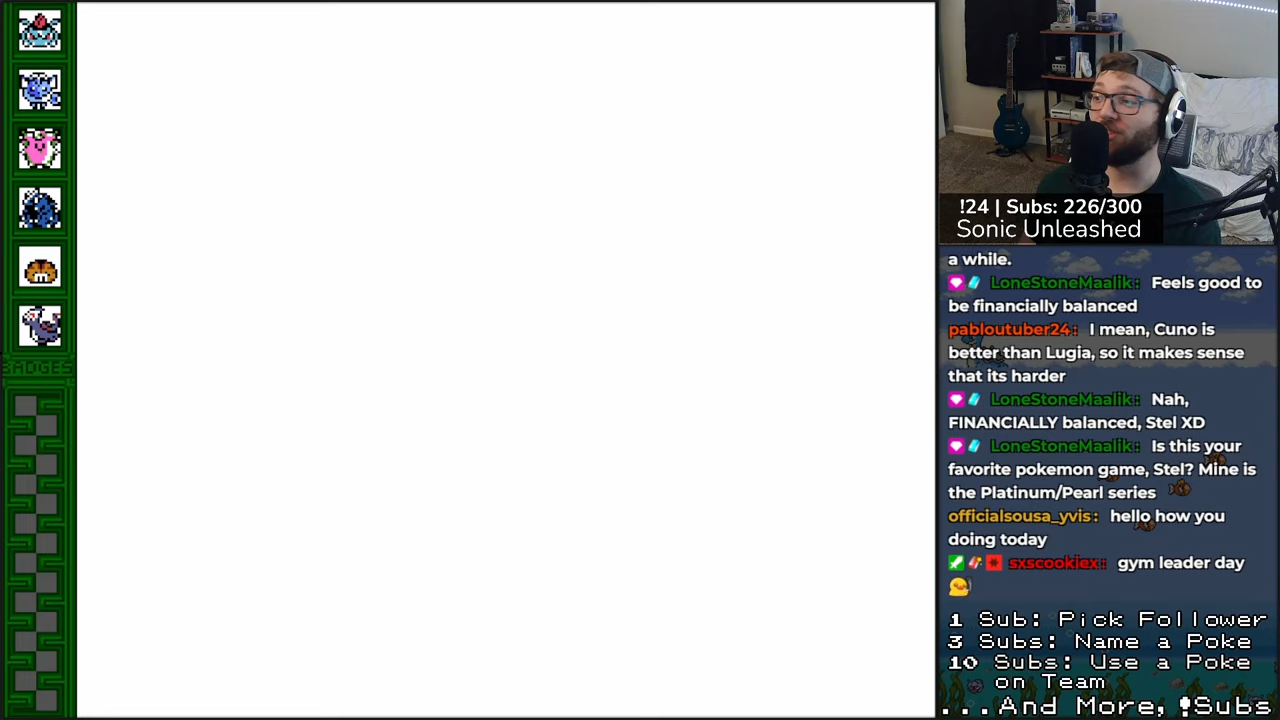 BADGES
!24 | Subs: 226/300
Sonic Unleashed
a while.
LoneStoneMaalik: Feels good to
be financially balanced
pabloutuber24: I mean, Cuno is
better than Lugia, so it makes sense
that its harder
LoneStoneMaalik: Nah,
FINANCIALLY balanced, Stel XD
LoneStoneMaalik: Is this your
favorite pokemon game, Stel? Mine is
the Platinum/Pearl series
officialsousa_yvis: hello how you
doing today
sxscookiex: gym leader day
1 Sub: Pick Follower
3 Subs: Name a Poke
10 Subs: Use a Poke
on Team
...And More, !Subs